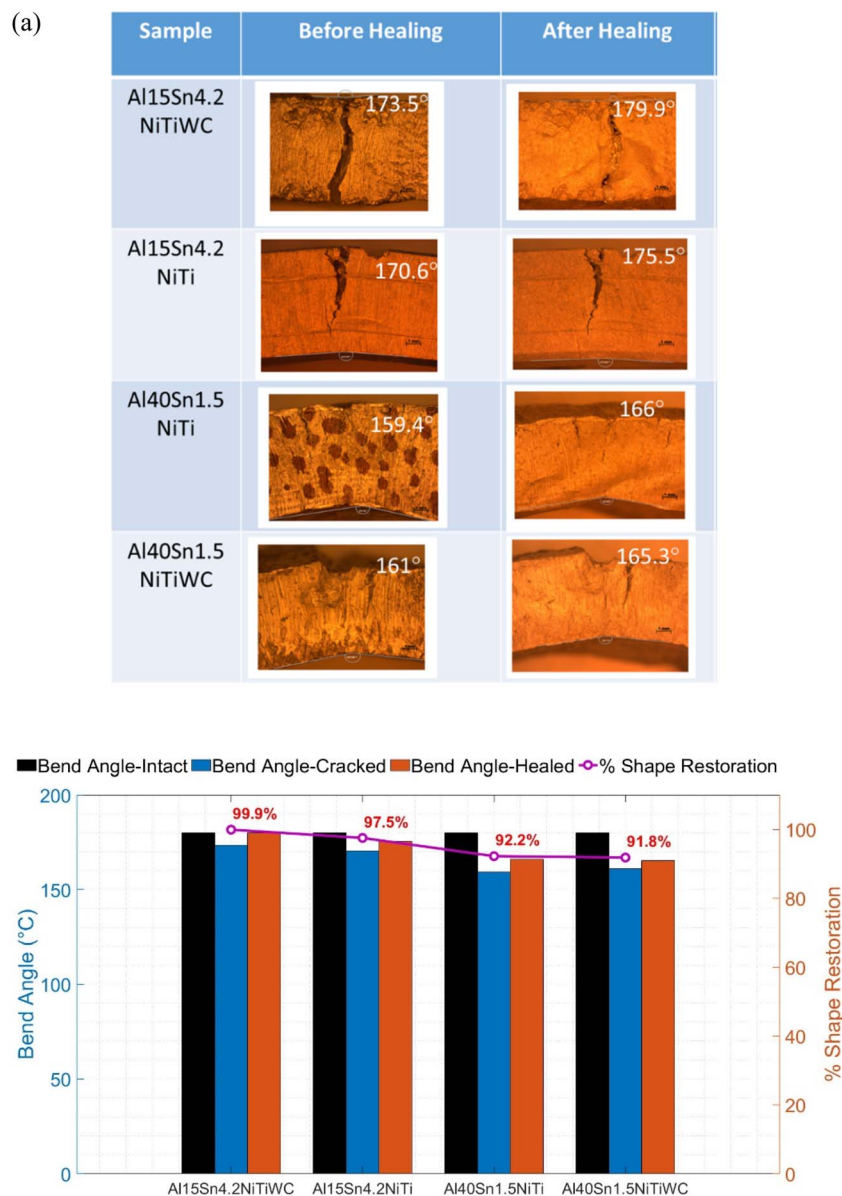 (a)
Sample Before Healing After Healing
Al15Sn4.2
NiTiWC
173.5°
179.9°
Al15Sn4.2
NiTi
170.6°
175.5°
Al40Sn1.5
NiTi
159.4°
166°
Al40Sn1.5
NiTiWC
161°
165.3°
Bend Angle-Intact Bend Angle-Cracked Bend Angle-Healed % Shape Restoration
200
150
100
50
0
Bend Angle (°C)
99.9%
97.5%
92.2%
91.8%
100
80
60
40
20
0
% Shape Restoration
Al15Sn4.2NiTiWC Al15Sn4.2NiTi Al40Sn1.5NiTi Al40Sn1.5NiTiWC